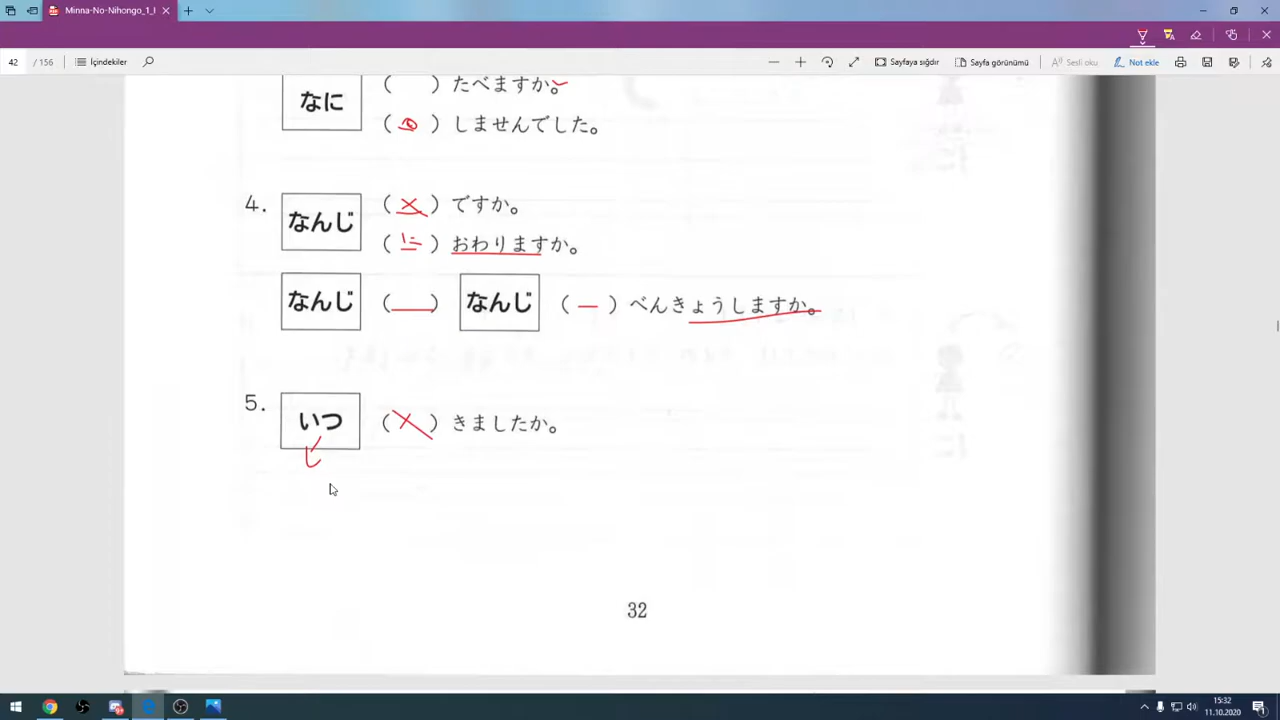 Minna-No-Nihongo_1_
42 / 156 İçindekiler Sayfaya sığdır Sayfa görünümü Sesli oku Not ekle
なに ( ) たべますか。
( ) しませんでした。
4. なんじ ( × ) ですか。
( に ) おわりますか。
なんじ ( ) なんじ ( ) べんきょうしますか。
5. いつ ( × ) きましたか。
32
15:32
11.10.2020